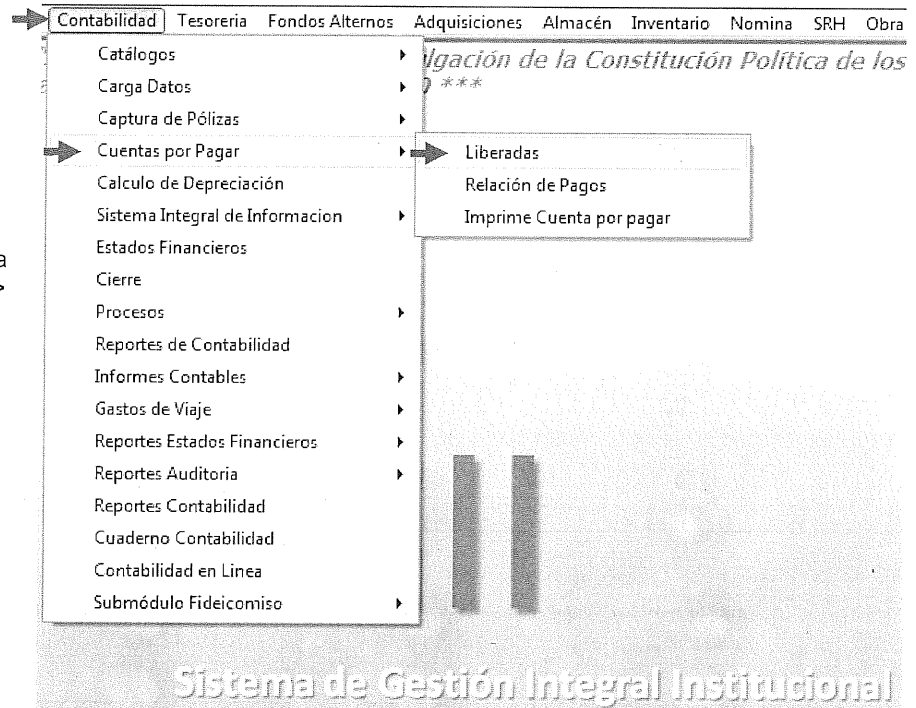 Contabilidad Tesoreria Fondos Alternos Adquisiciones Almacén Inventario Nomina SRH Obra
lgación de la Constitución Política de los
***
Catálogos
Carga Datos
Captura de Pólizas
Cuentas por Pagar
Calculo de Depreciación
Sistema Integral de Informacion
Estados Financieros
Cierre
Procesos
Reportes de Contabilidad
Informes Contables
Gastos de Viaje
Reportes Estados Financieros
Reportes Auditoria
Reportes Contabilidad
Cuaderno Contabilidad
Contabilidad en Linea
Submódulo Fideicomiso
Liberadas
Relación de Pagos
Imprime Cuenta por pagar
a
II
Sistema de Gestión Integral Institucional